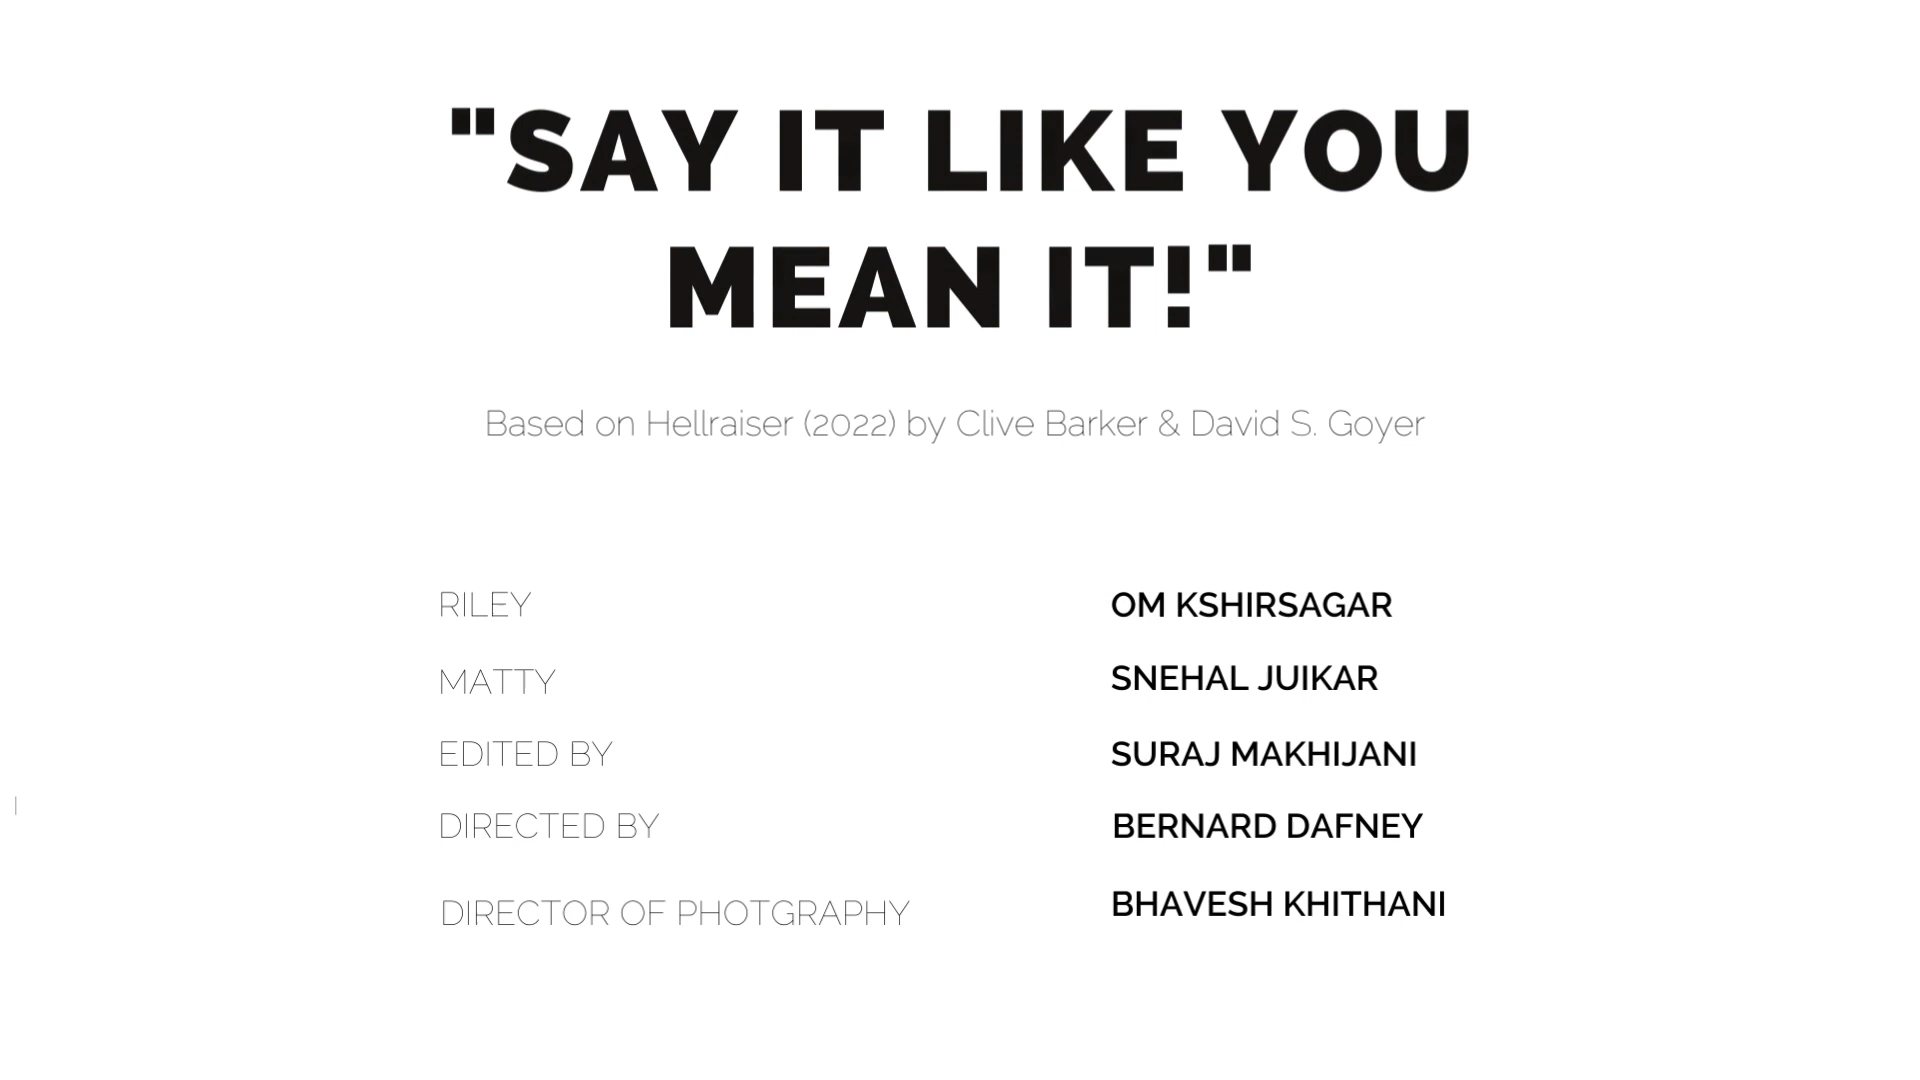 "SAY IT LIKE YOU
MEAN IT!"
Based on Hellraiser (2022) by Clive Barker & David S. Goyer
RILEY OM KSHIRSAGAR
MATTY SNEHAL JUIKAR
EDITED BY SURAJ MAKHIJANI
DIRECTED BY BERNARD DAFNEY
DIRECTOR OF PHOTGRAPHY BHAVESH KHITHANI